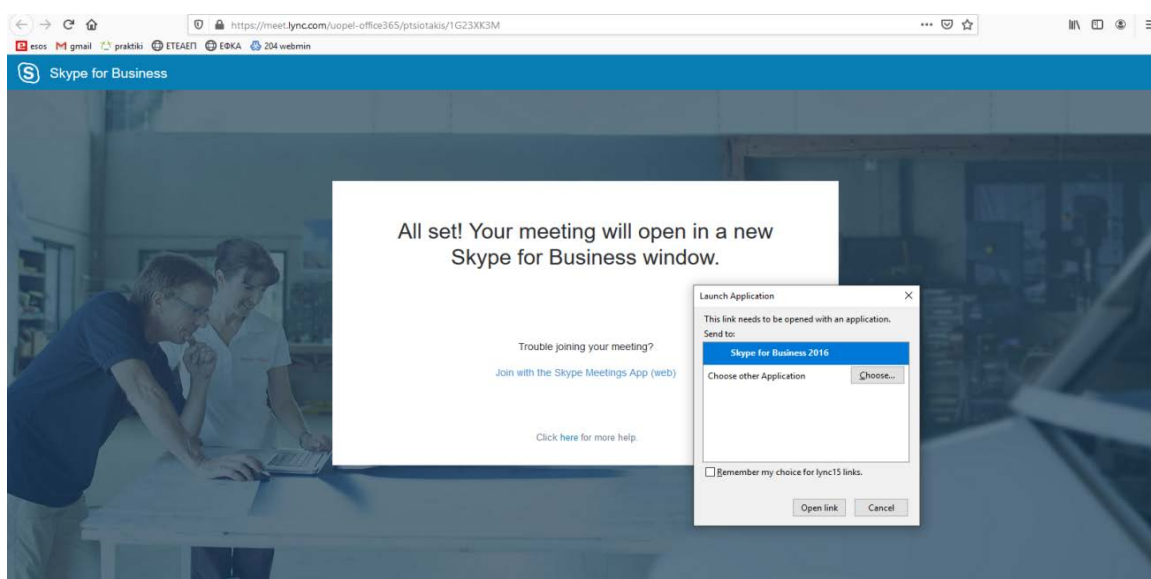 https://meet.lync.com/uopel-office365/ptsiotakis/1G23XK3M
esos gmail praktiki ΕΤΕΑΕΠ ΕΦΚΑ 204 webmin
Skype for Business
All set! Your meeting will open in a new
Skype for Business window.
Trouble joining your meeting?
Join with the Skype Meetings App (web)
Click here for more help.
Launch Application
This link needs to be opened with an application.
Send to:
Skype for Business 2016
Choose other Application Choose...
Remember my choice for lync15 links.
Open link Cancel